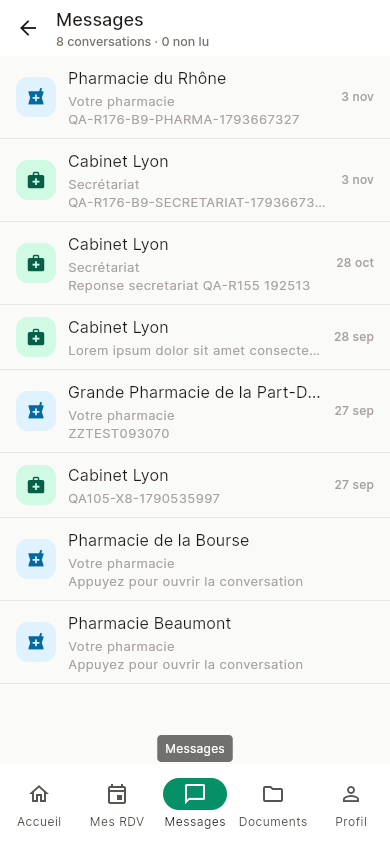 Messages
8 conversations · 0 non lu
Pharmacie du Rhône
Votre pharmacie
QA-R176-B9-PHARMA-1793667327
3 nov
Cabinet Lyon
Secrétariat
QA-R176-B9-SECRETARIAT-17936673...
3 nov
Cabinet Lyon
Secrétariat
Reponse secretariat QA-R155 192513
28 oct
Cabinet Lyon
Lorem ipsum dolor sit amet consecte...
28 sep
Grande Pharmacie de la Part-D...
Votre pharmacie
ZZTEST093070
27 sep
Cabinet Lyon
QA105-X8-1790535997
27 sep
Pharmacie de la Bourse
Votre pharmacie
Appuyez pour ouvrir la conversation
Pharmacie Beaumont
Votre pharmacie
Appuyez pour ouvrir la conversation
Messages
Accueil
Mes RDV
Messages
Documents
Profil